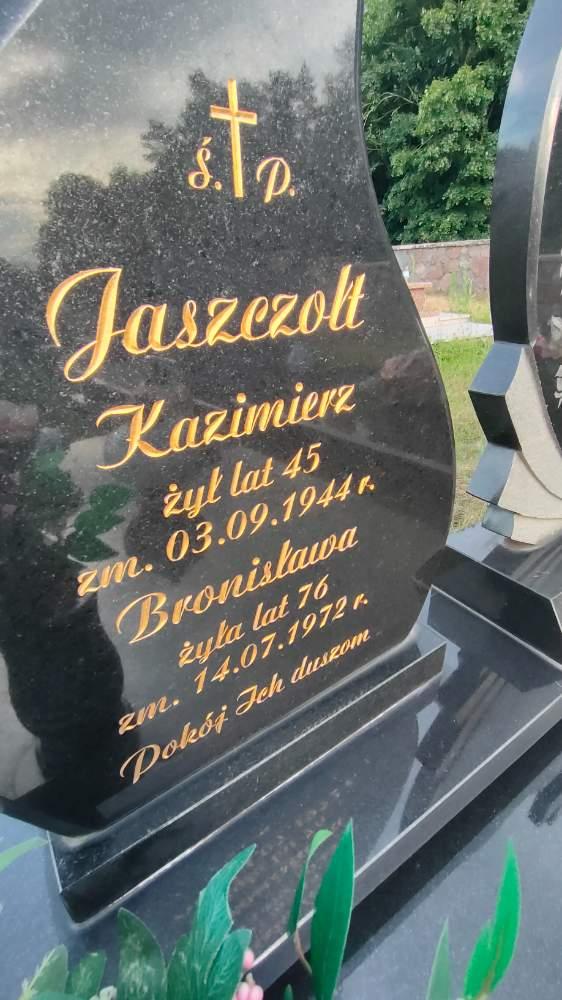 Ś. P.
Jaszczołt
Kazimierz
żył lat 45
zm. 03.09.1944 r.
Bronisława
żyła lat 76
zm. 14.07.1972 r.
Pokój Ich duszom